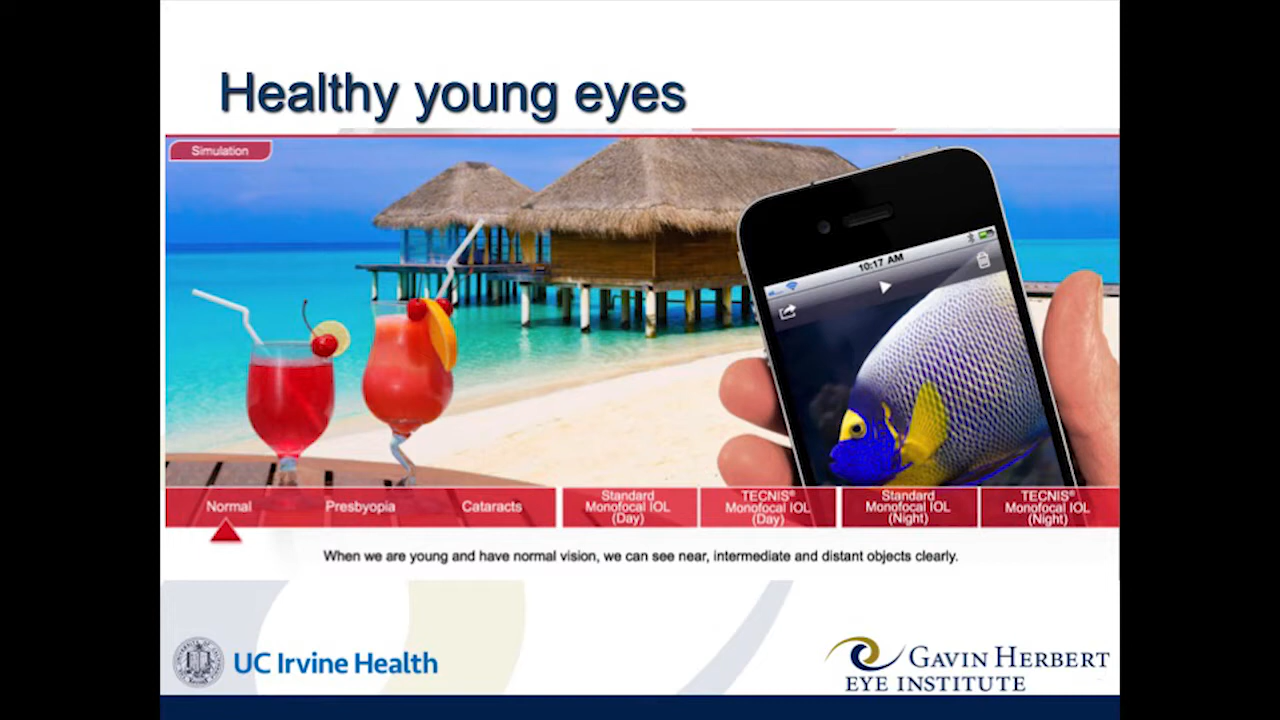 Healthy young eyes
Simulation
10:17 AM
Normal
Presbyopia
Cataracts
Standard
Monofocal IOL
(Day)
TECNIS®
Monofocal IOL
(Day)
Standard
Monofocal IOL
(Night)
TECNIS®
Monofocal IOL
(Night)
When we are young and have normal vision, we can see near, intermediate and distant objects clearly.
UC Irvine Health
GAVIN HERBERT
EYE INSTITUTE